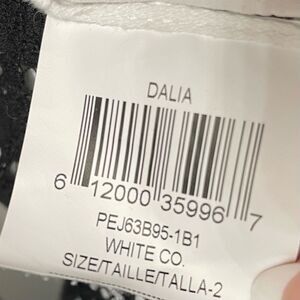 DALIA
6 12000 35996 7
PEJ63B95-1B1
WHITE CO.
SIZE/TAILLE/TALLA-2